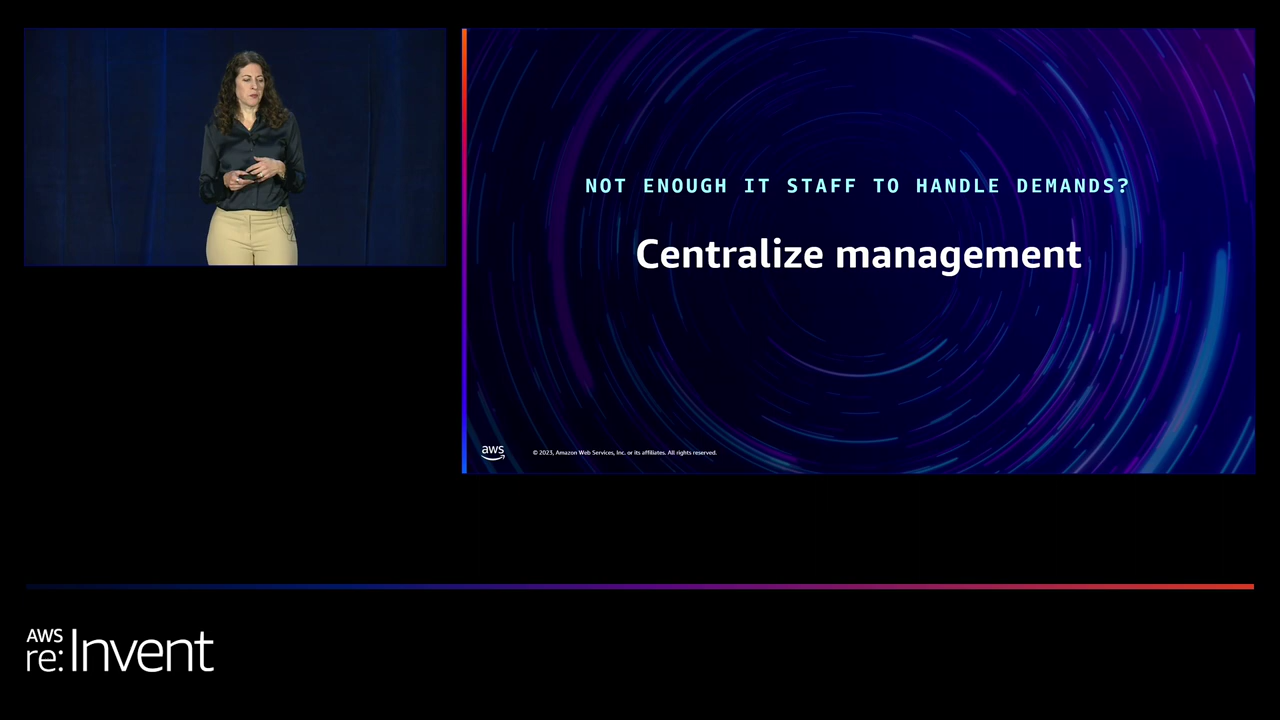 NOT ENOUGH IT STAFF TO HANDLE DEMANDS?
Centralize management
aws
© 2023, Amazon Web Services, Inc. or its affiliates. All rights reserved.
AWS
re:Invent